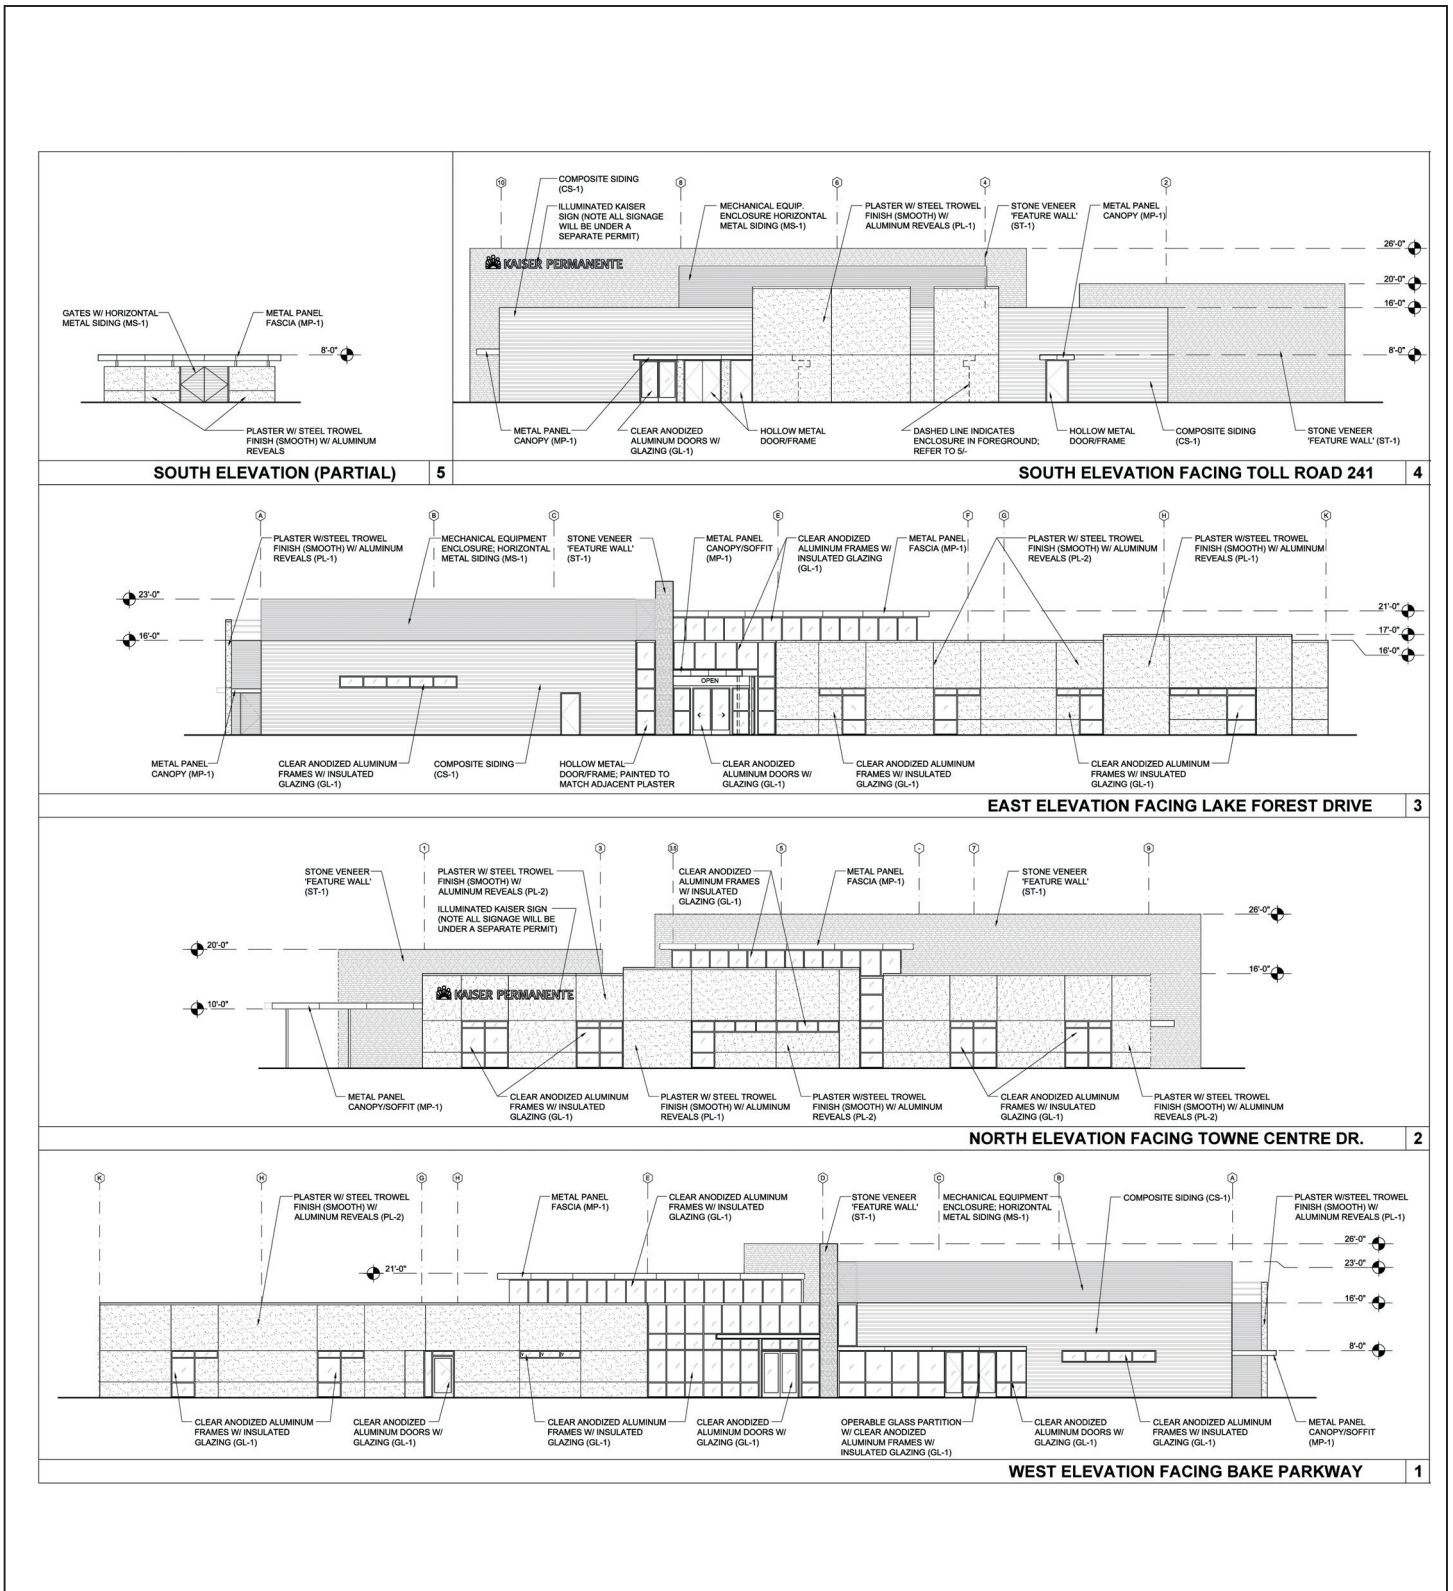 10
8
6
4
2
COMPOSITE SIDING
(CS-1)
ILLUMINATED KAISER
SIGN (NOTE ALL SIGNAGE
WILL BE UNDER A
SEPARATE PERMIT)
MECHANICAL EQUIP.
ENCLOSURE HORIZONTAL
METAL SIDING (MS-1)
PLASTER W/ STEEL TROWEL
FINISH (SMOOTH) W/
ALUMINUM REVEALS (PL-1)
STONE VENEER
'FEATURE WALL'
(ST-1)
METAL PANEL
CANOPY (MP-1)
26'-0"
KAISER PERMANENTE
20'-0"
16'-0"
8'-0"
GATES W/ HORIZONTAL
METAL SIDING (MS-1)
METAL PANEL
FASCIA (MP-1)
8'-0"
PLASTER W/ STEEL TROWEL
FINISH (SMOOTH) W/ ALUMINUM
REVEALS
METAL PANEL
CANOPY (MP-1)
CLEAR ANODIZED
ALUMINUM DOORS W/
GLAZING (GL-1)
HOLLOW METAL
DOOR/FRAME
DASHED LINE INDICATES
ENCLOSURE IN FOREGROUND;
REFER TO 5/-
HOLLOW METAL
DOOR/FRAME
COMPOSITE SIDING
(CS-1)
STONE VENEER
'FEATURE WALL' (ST-1)
SOUTH ELEVATION (PARTIAL) 5
SOUTH ELEVATION FACING TOLL ROAD 241 4
A
B
C
E
F
G
H
K
PLASTER W/STEEL TROWEL
FINISH (SMOOTH) W/ ALUMINUM
REVEALS (PL-1)
MECHANICAL EQUIPMENT
ENCLOSURE; HORIZONTAL
METAL SIDING (MS-1)
STONE VENEER
'FEATURE WALL'
(ST-1)
METAL PANEL
CANOPY/SOFFIT
(MP-1)
CLEAR ANODIZED
ALUMINUM FRAMES W/
INSULATED GLAZING
(GL-1)
METAL PANEL
FASCIA (MP-1)
PLASTER W/ STEEL TROWEL
FINISH (SMOOTH) W/ ALUMINUM
REVEALS (PL-2)
PLASTER W/STEEL TROWEL
FINISH (SMOOTH) W/ ALUMINUM
REVEALS (PL-1)
23'-0"
16'-0"
21'-0"
17'-0"
16'-0"
OPEN
METAL PANEL
CANOPY (MP-1)
CLEAR ANODIZED ALUMINUM
FRAMES W/ INSULATED
GLAZING (GL-1)
COMPOSITE SIDING
(CS-1)
HOLLOW METAL
DOOR/FRAME; PAINTED TO
MATCH ADJACENT PLASTER
CLEAR ANODIZED
ALUMINUM DOORS W/
GLAZING (GL-1)
CLEAR ANODIZED ALUMINUM
FRAMES W/ INSULATED
GLAZING (GL-1)
CLEAR ANODIZED ALUMINUM
FRAMES W/ INSULATED
GLAZING (GL-1)
EAST ELEVATION FACING LAKE FOREST DRIVE 3
1
3
5
-
7
9
STONE VENEER
'FEATURE WALL'
(ST-1)
PLASTER W/ STEEL TROWEL
FINISH (SMOOTH) W/
ALUMINUM REVEALS (PL-2)
ILLUMINATED KAISER SIGN
(NOTE ALL SIGNAGE WILL BE
UNDER A SEPARATE PERMIT)
CLEAR ANODIZED
ALUMINUM FRAMES
W/ INSULATED
GLAZING (GL-1)
METAL PANEL
FASCIA (MP-1)
STONE VENEER
'FEATURE WALL'
(ST-1)
26'-0"
20'-0"
16'-0"
10'-0"
KAISER PERMANENTE
METAL PANEL
CANOPY/SOFFIT (MP-1)
CLEAR ANODIZED ALUMINUM
FRAMES W/ INSULATED
GLAZING (GL-1)
PLASTER W/ STEEL TROWEL
FINISH (SMOOTH) W/ ALUMINUM
REVEALS (PL-1)
PLASTER W/STEEL TROWEL
FINISH (SMOOTH) W/ ALUMINUM
REVEALS (PL-2)
CLEAR ANODIZED ALUMINUM
FRAMES W/ INSULATED
GLAZING (GL-1)
PLASTER W/ STEEL TROWEL
FINISH (SMOOTH) W/ ALUMINUM
REVEALS (PL-2)
NORTH ELEVATION FACING TOWNE CENTRE DR. 2
K
H
G
H
E
D
C
B
A
PLASTER W/ STEEL TROWEL
FINISH (SMOOTH) W/
ALUMINUM REVEALS (PL-2)
METAL PANEL
FASCIA (MP-1)
CLEAR ANODIZED ALUMINUM
FRAMES W/ INSULATED
GLAZING (GL-1)
STONE VENEER
'FEATURE WALL'
(ST-1)
MECHANICAL EQUIPMENT
ENCLOSURE; HORIZONTAL
METAL SIDING (MS-1)
COMPOSITE SIDING (CS-1)
PLASTER W/STEEL TROWEL
FINISH (SMOOTH) W/
ALUMINUM REVEALS (PL-1)
26'-0"
21'-0"
23'-0"
16'-0"
8'-0"
CLEAR ANODIZED ALUMINUM
FRAMES W/ INSULATED
GLAZING (GL-1)
CLEAR ANODIZED
ALUMINUM DOORS W/
GLAZING (GL-1)
CLEAR ANODIZED ALUMINUM
FRAMES W/ INSULATED
GLAZING (GL-1)
CLEAR ANODIZED
ALUMINUM DOORS W/
GLAZING (GL-1)
OPERABLE GLASS PARTITION
W/ CLEAR ANODIZED
ALUMINUM FRAMES W/
INSULATED GLAZING (GL-1)
CLEAR ANODIZED
ALUMINUM DOORS W/
GLAZING (GL-1)
CLEAR ANODIZED ALUMINUM
FRAMES W/ INSULATED
GLAZING (GL-1)
METAL PANEL
CANOPY/SOFFIT
(MP-1)
WEST ELEVATION FACING BAKE PARKWAY 1